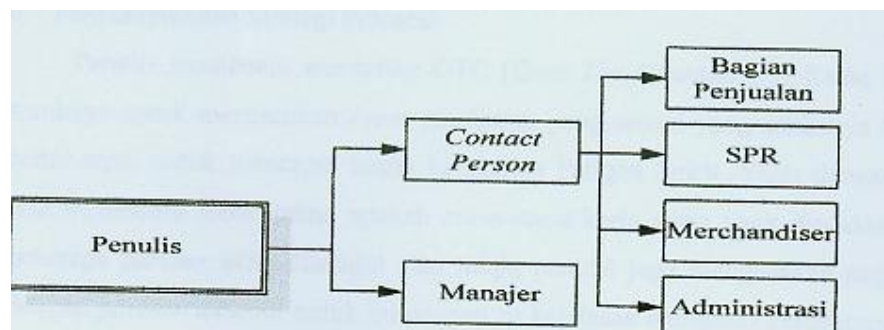 Penulis
Contact
Person
Manajer
Bagian
Penjualan
SPR
Merchandiser
Administrasi